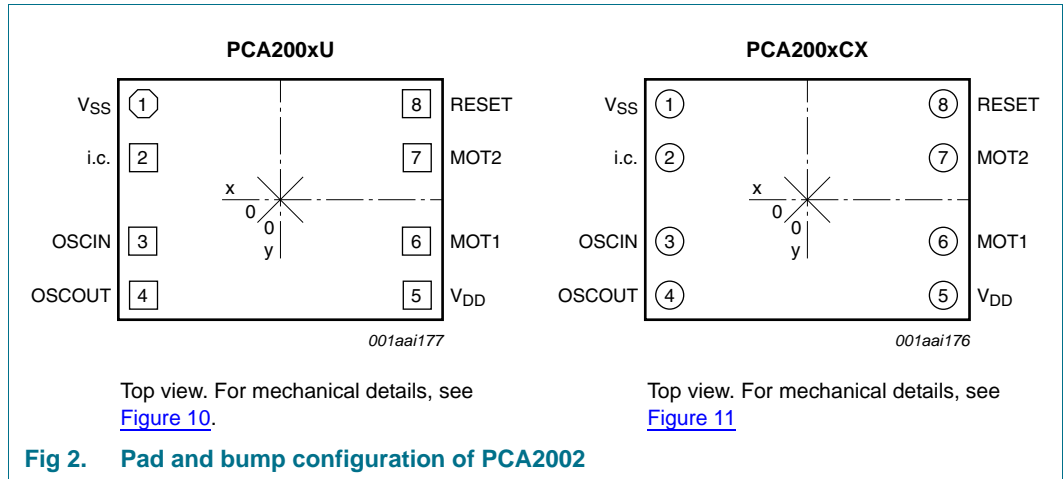 PCA200xU
PCA200xCX
VSS 1 8 RESET
i.c. 2 7 MOT2
x
0
0
y
OSCIN 3 6 MOT1
OSCOUT 4 5 VDD
001aai177
VSS 1 8 RESET
i.c. 2 7 MOT2
x
0
0
y
OSCIN 3 6 MOT1
OSCOUT 4 5 VDD
001aai176
Top view. For mechanical details, see
Figure 10.
Top view. For mechanical details, see
Figure 11
Fig 2. Pad and bump configuration of PCA2002